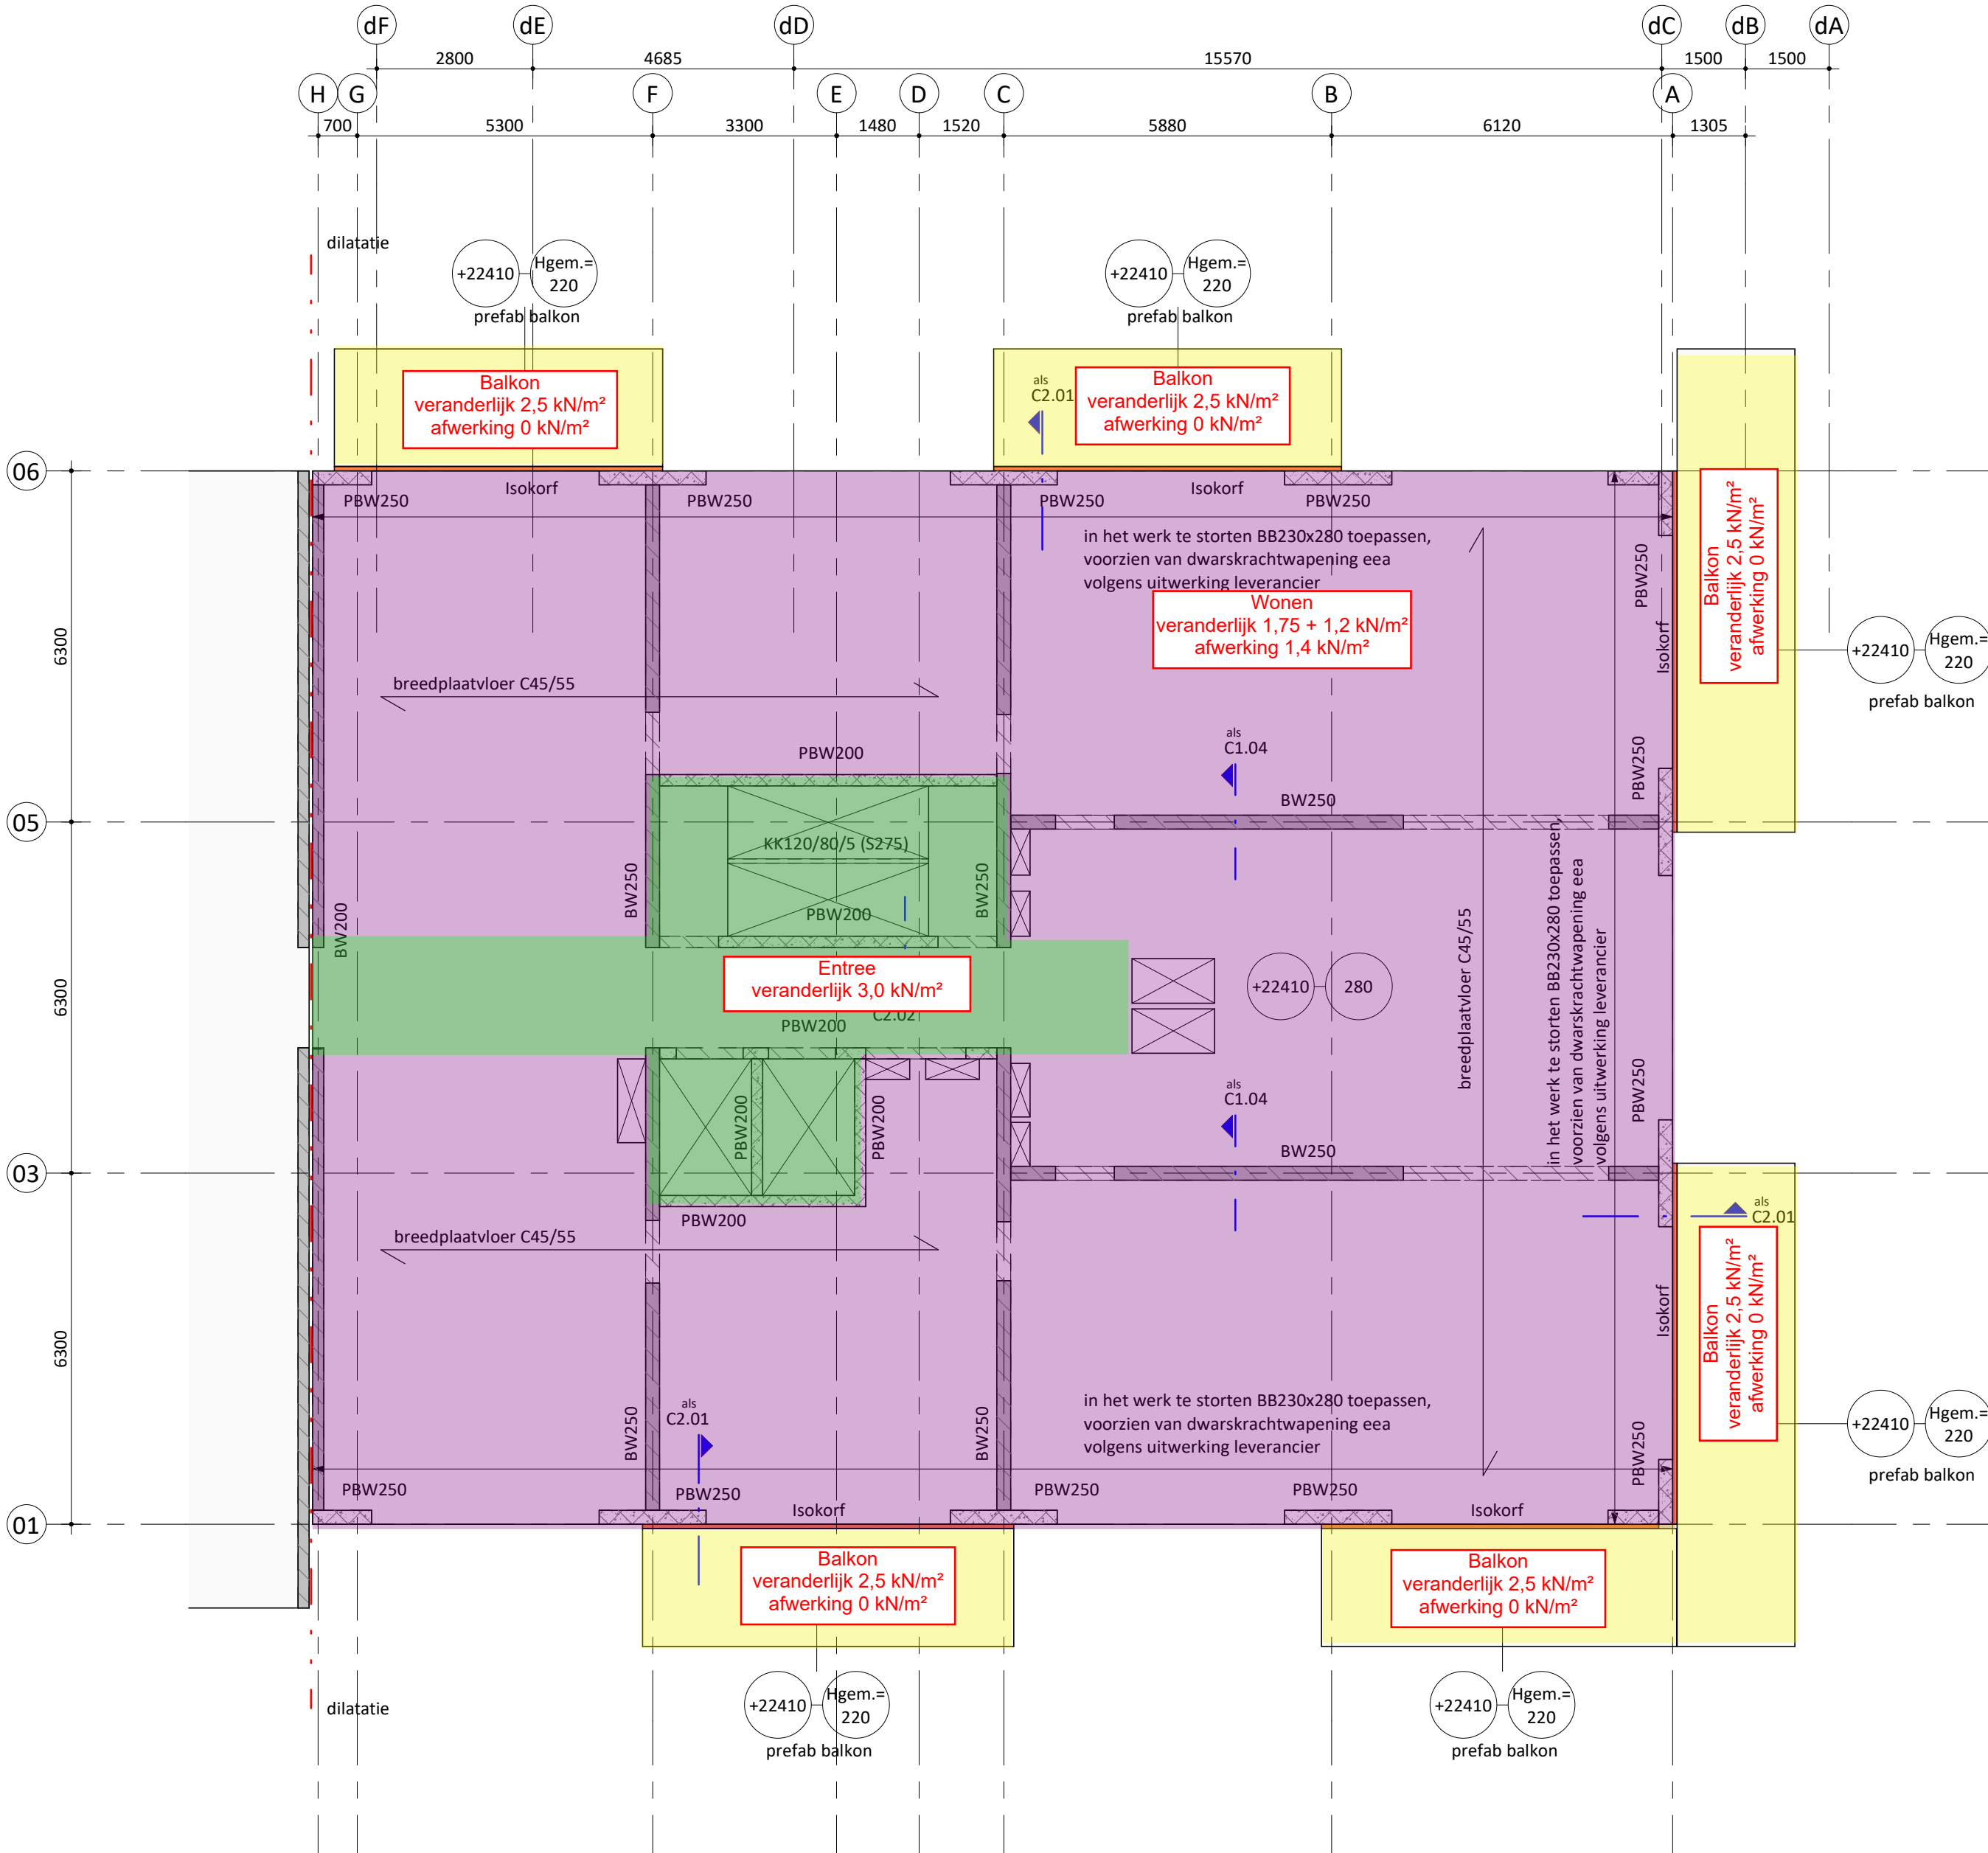 dF
dE
dD
dC
dB
dA
2800
4685
15570
1500
1500
H
G
F
E
D
C
B
A
700
5300
3300
1480
1520
5880
6120
1305
dilatatie
+22410
Hgem.=
220
prefab balkon
+22410
Hgem.=
220
prefab balkon
Balkon
veranderlijk 2,5 kN/m²
afwerking 0 kN/m²
als
C2.01
Balkon
veranderlijk 2,5 kN/m²
afwerking 0 kN/m²
06
PBW250
Isokorf
PBW250
PBW250
Isokorf
PBW250
in het werk te storten BB230x280 toepassen,
voorzien van dwarskrachtwapening eea
volgens uitwerking leverancier
Wonen
veranderlijk 1,75 + 1,2 kN/m²
afwerking 1,4 kN/m²
PBW250
Isokorf
Balkon
veranderlijk 2,5 kN/m²
afwerking 0 kN/m²
+22410
Hgem.=
220
prefab balkon
6300
breedplaatvloer C45/55
PBW200
als
C1.04
PBW250
BW250
05
KK120/80/5 (S275)
BW250
BW250
PBW200
BW200
Entree
veranderlijk 3,0 kN/m²
C2.02
PBW200
+22410
280
breedplaatvloer C45/55
in het werk te storten BB230x280 toepassen,
voorzien van dwarskrachtwapening eea
volgens uitwerking leverancier
6300
PBW200
PBW200
als
C1.04
PBW250
BW250
03
PBW200
breedplaatvloer C45/55
als
C2.01
Isokorf
Balkon
veranderlijk 2,5 kN/m²
afwerking 0 kN/m²
6300
als
C2.01
BW250
BW250
in het werk te storten BB230x280 toepassen,
voorzien van dwarskrachtwapening eea
volgens uitwerking leverancier
PBW250
+22410
Hgem.=
220
prefab balkon
PBW250
PBW250
Isokorf
PBW250
PBW250
Isokorf
01
Balkon
veranderlijk 2,5 kN/m²
afwerking 0 kN/m²
Balkon
veranderlijk 2,5 kN/m²
afwerking 0 kN/m²
dilatatie
+22410
Hgem.=
220
prefab balkon
+22410
Hgem.=
220
prefab balkon